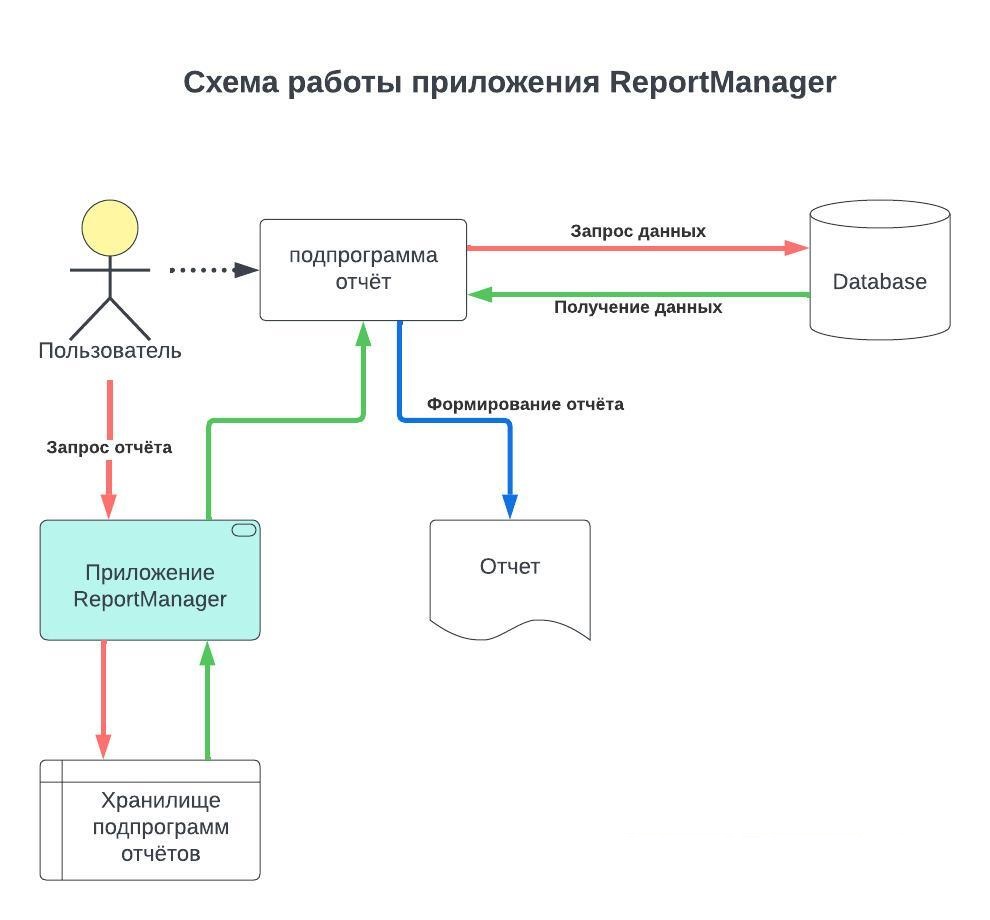 Схема работы приложения ReportManager
Запрос данных
подпрограмма
отчёт
Database
Получение данных
Пользователь
Формирование отчёта
Запрос отчёта
Отчет
Приложение
ReportManager
Хранилище
подпрограмм
отчётов